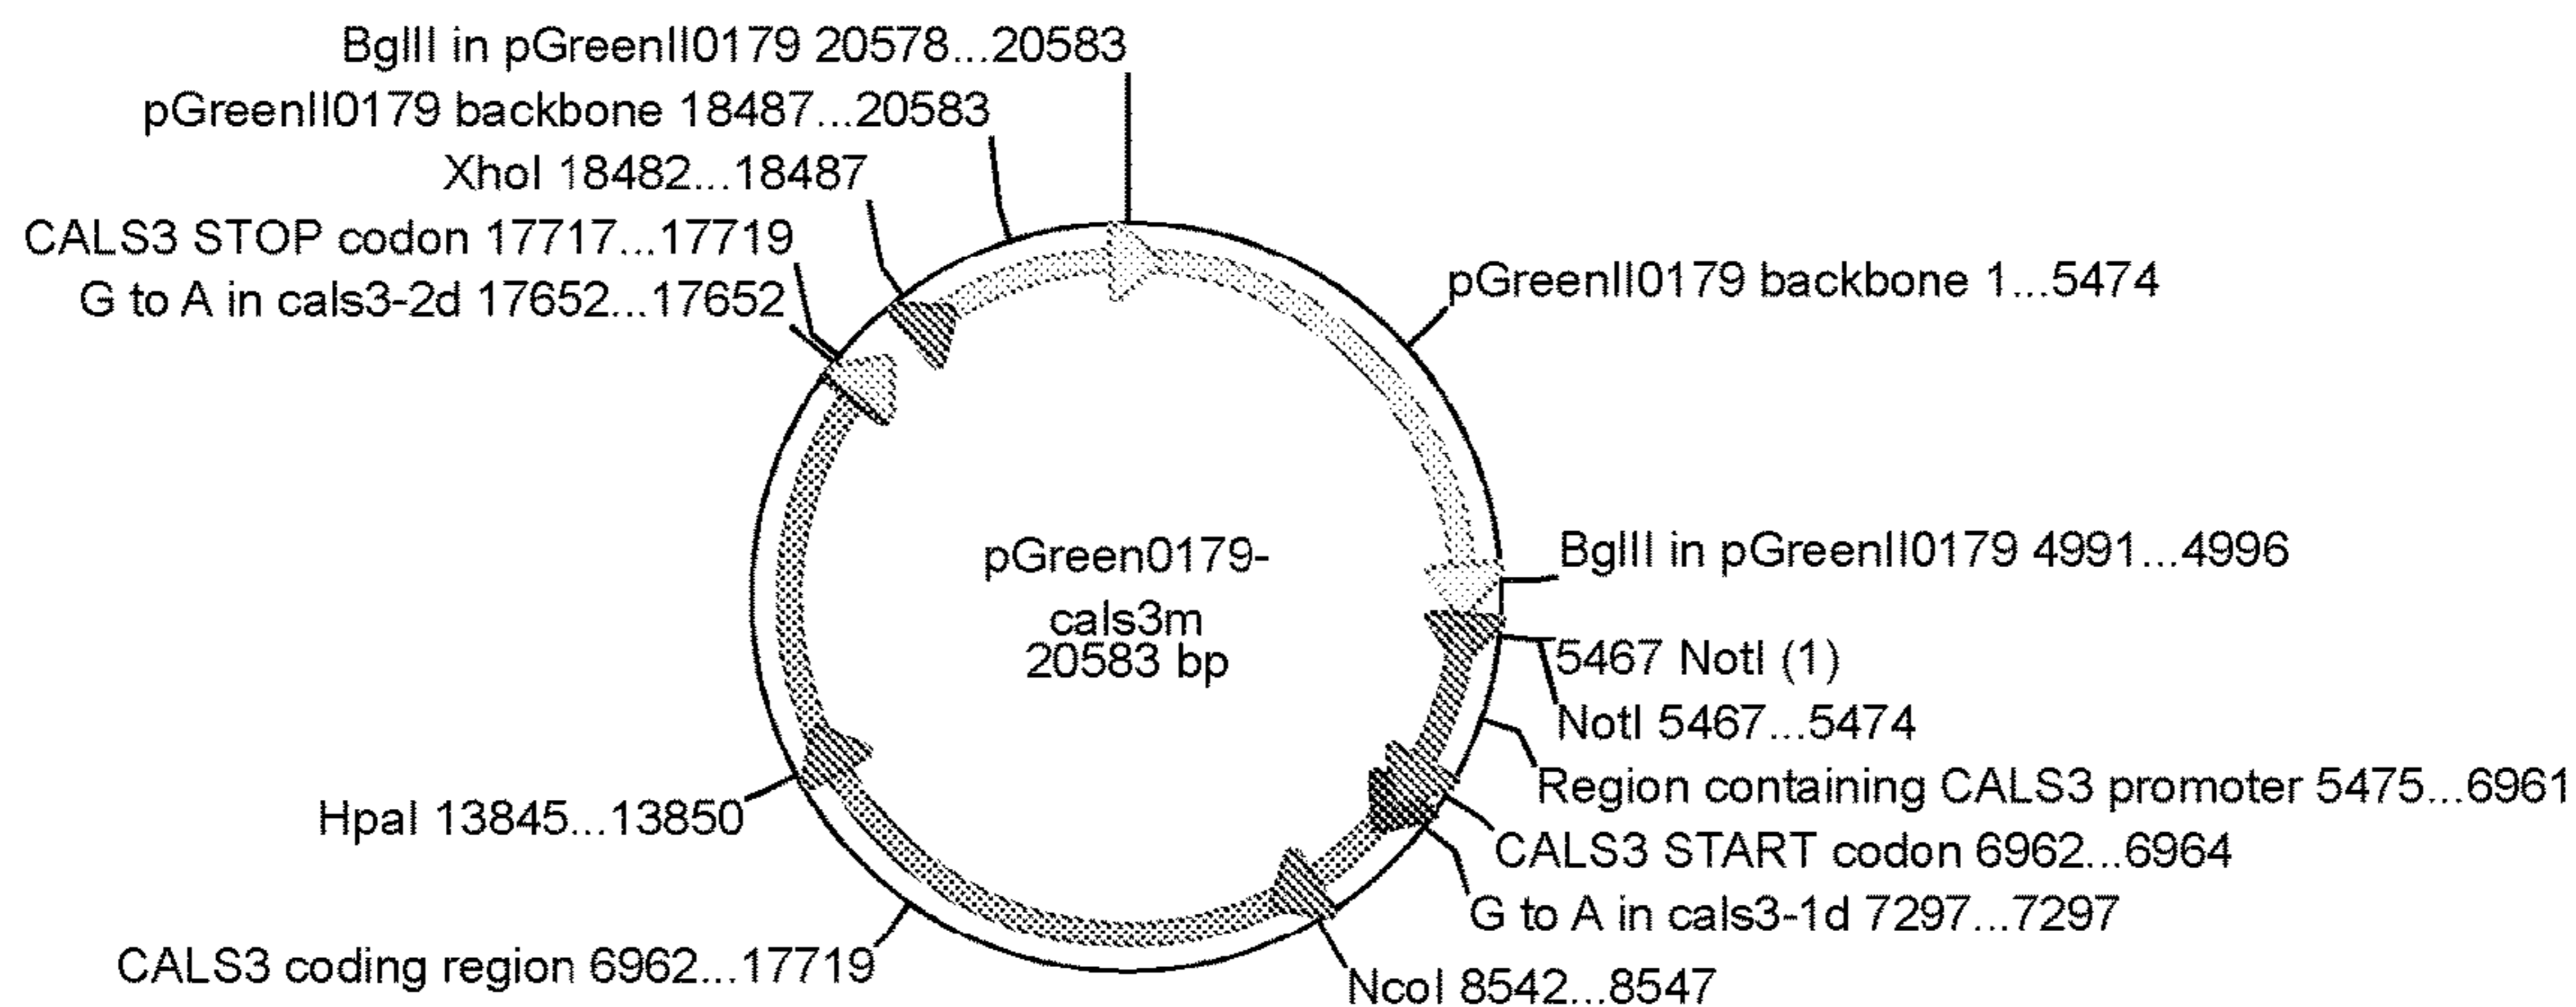 BglII in pGreenII0179 20578...20583
pGreenII0179 backbone 18487...20583
XhoI 18482...18487
CALS3 STOP codon 17717...17719
G to A in cals3-2d 17652...17652
pGreenII0179 backbone 1...5474
BglII in pGreenII0179 4991...4996
pGreen0179-
cals3m
20583 bp
5467 NotI (1)
NotI 5467...5474
Region containing CALS3 promoter 5475...6961
HpaI 13845...13850
CALS3 START codon 6962...6964
G to A in cals3-1d 7297...7297
CALS3 coding region 6962...17719
NcoI 8542...8547